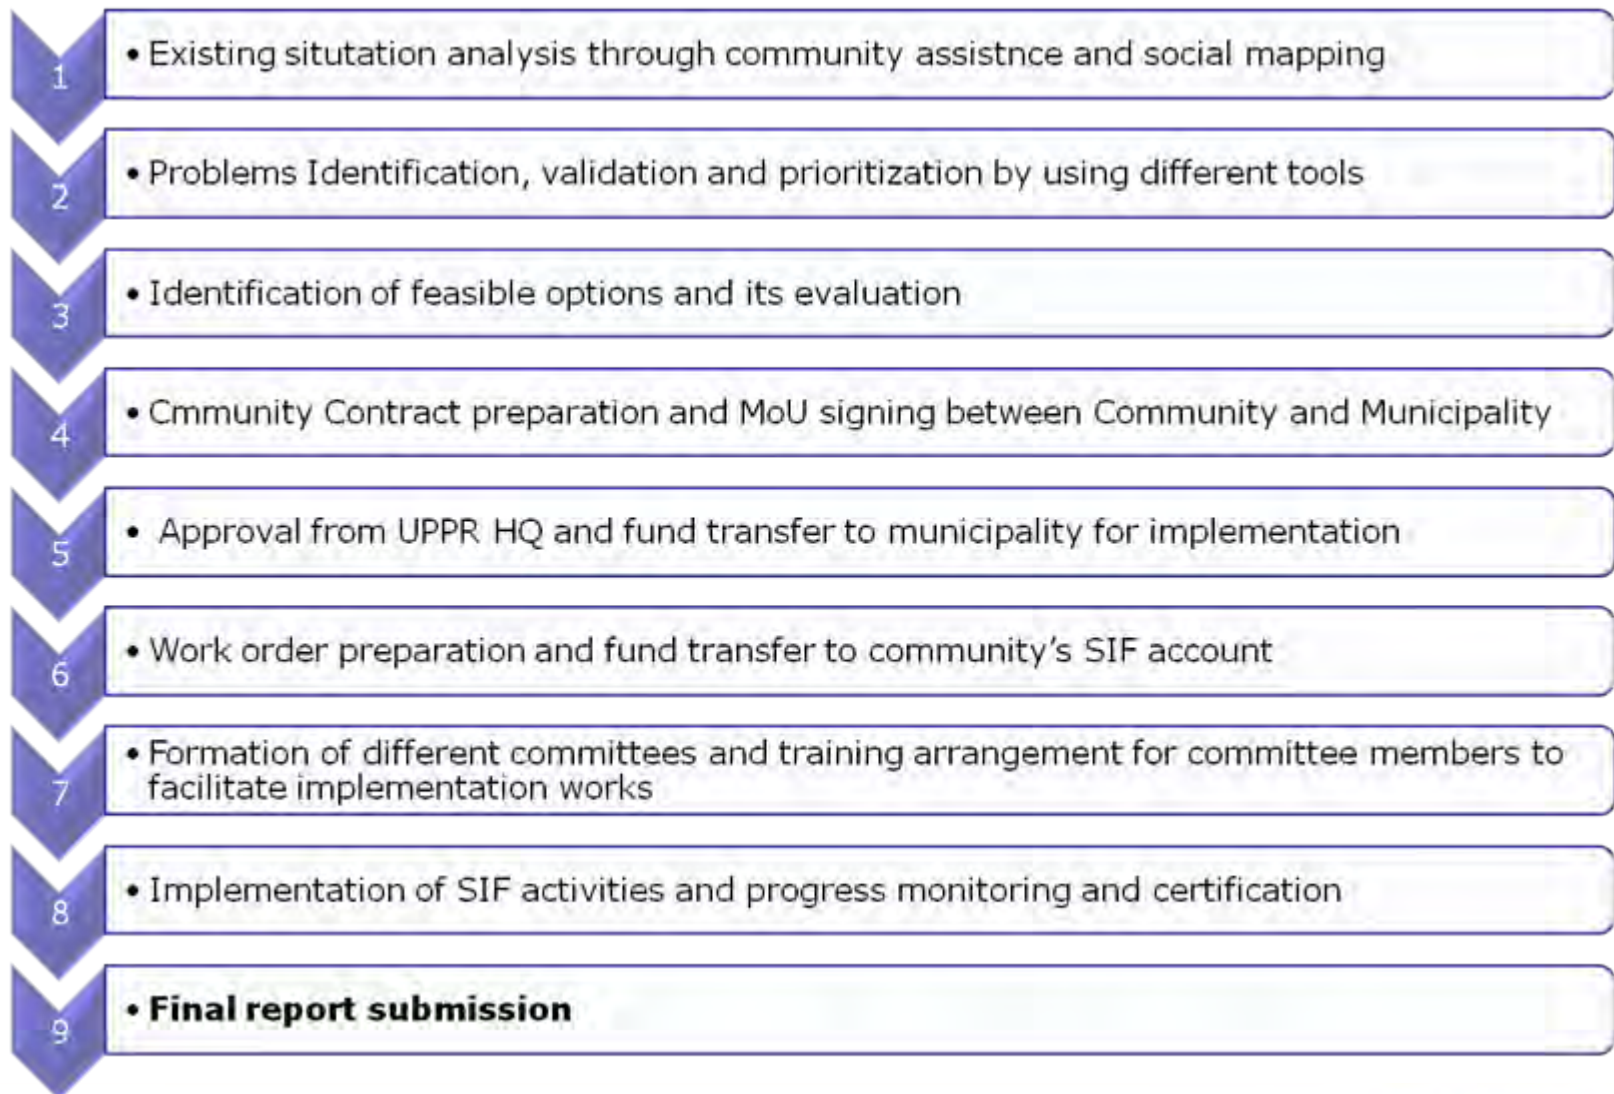 1
• Existing situtation analysis through community assistnce and social mapping
2
• Problems Identification, validation and prioritization by using different tools
3
• Identification of feasible options and its evaluation
4
• Cmmunity Contract preparation and MoU signing between Community and Municipality
5
• Approval from UPPR HQ and fund transfer to municipality for implementation
6
• Work order preparation and fund transfer to community's SIF account
7
• Formation of different committees and training arrangement for committee members to
facilitate implementation works
8
• Implementation of SIF activities and progress monitoring and certification
9
• Final report submission